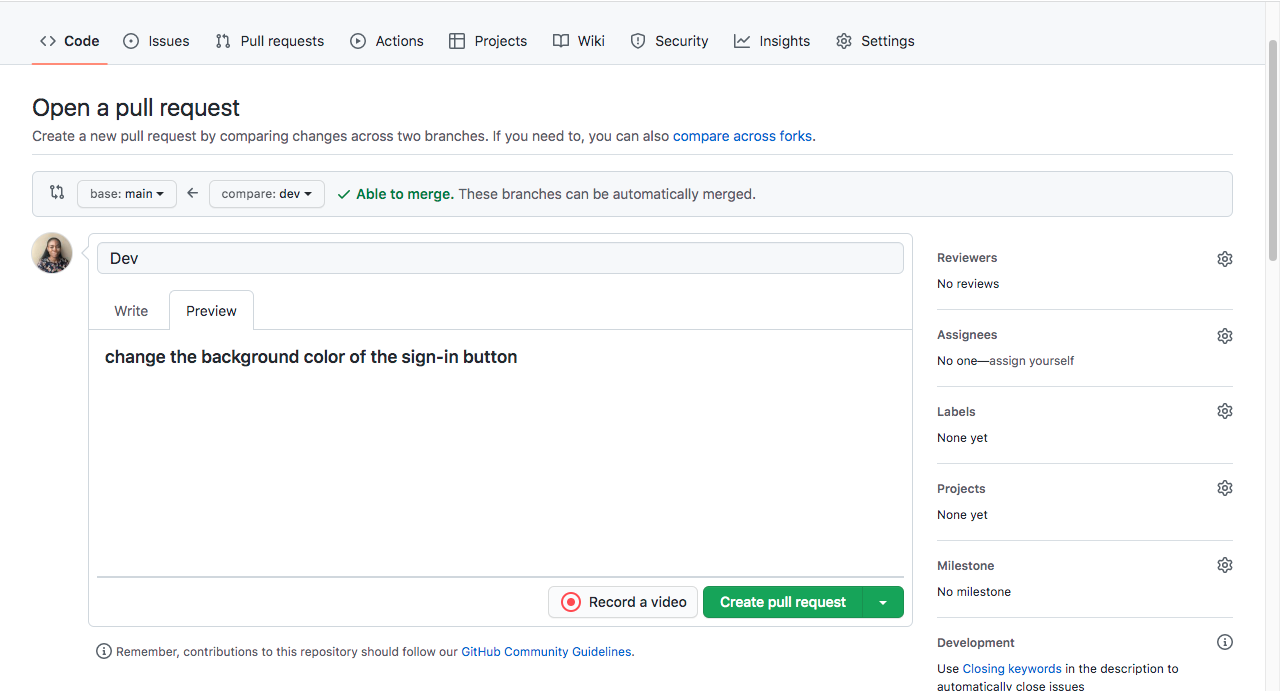 Code Issues Pull requests Actions Projects Wiki Security Insights Settings
Open a pull request
Create a new pull request by comparing changes across two branches. If you need to, you can also compare across forks.
base: main compare: dev Able to merge. These branches can be automatically merged.
Dev
Write Preview
change the background color of the sign-in button
Record a video Create pull request
Remember, contributions to this repository should follow our GitHub Community Guidelines.
Reviewers
No reviews
Assignees
No one—assign yourself
Labels
None yet
Projects
None yet
Milestone
No milestone
Development
Use Closing keywords in the description to
automatically close issues